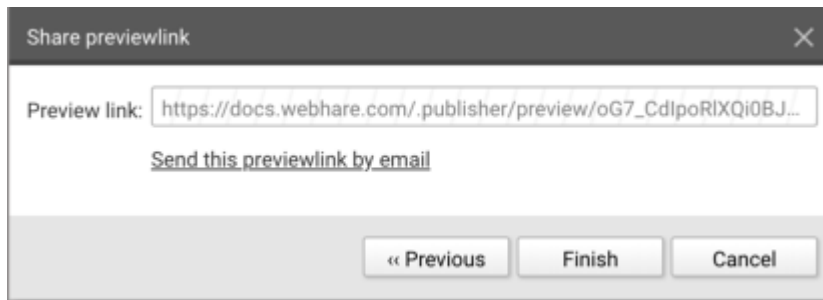 Share previewlink
Preview link: https://docs.webhare.com/.publisher/preview/oG7_CdIpoRlXQi0BJ...
Send this previewlink by email
‹‹ Previous Finish Cancel